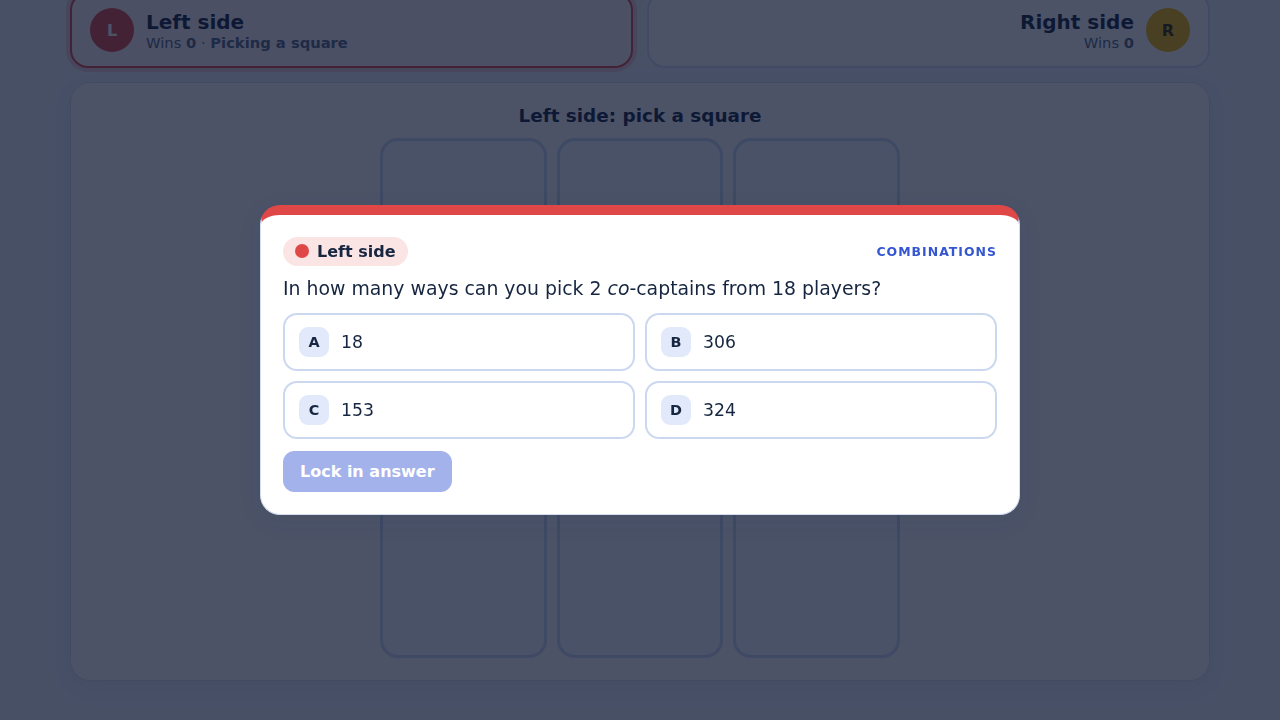 L
Left side
Wins 0 · Picking a square
Right side
Wins 0
R
Left side: pick a square
Left side
COMBINATIONS
In how many ways can you pick 2 co-captains from 18 players?
A 18
B 306
C 153
D 324
Lock in answer